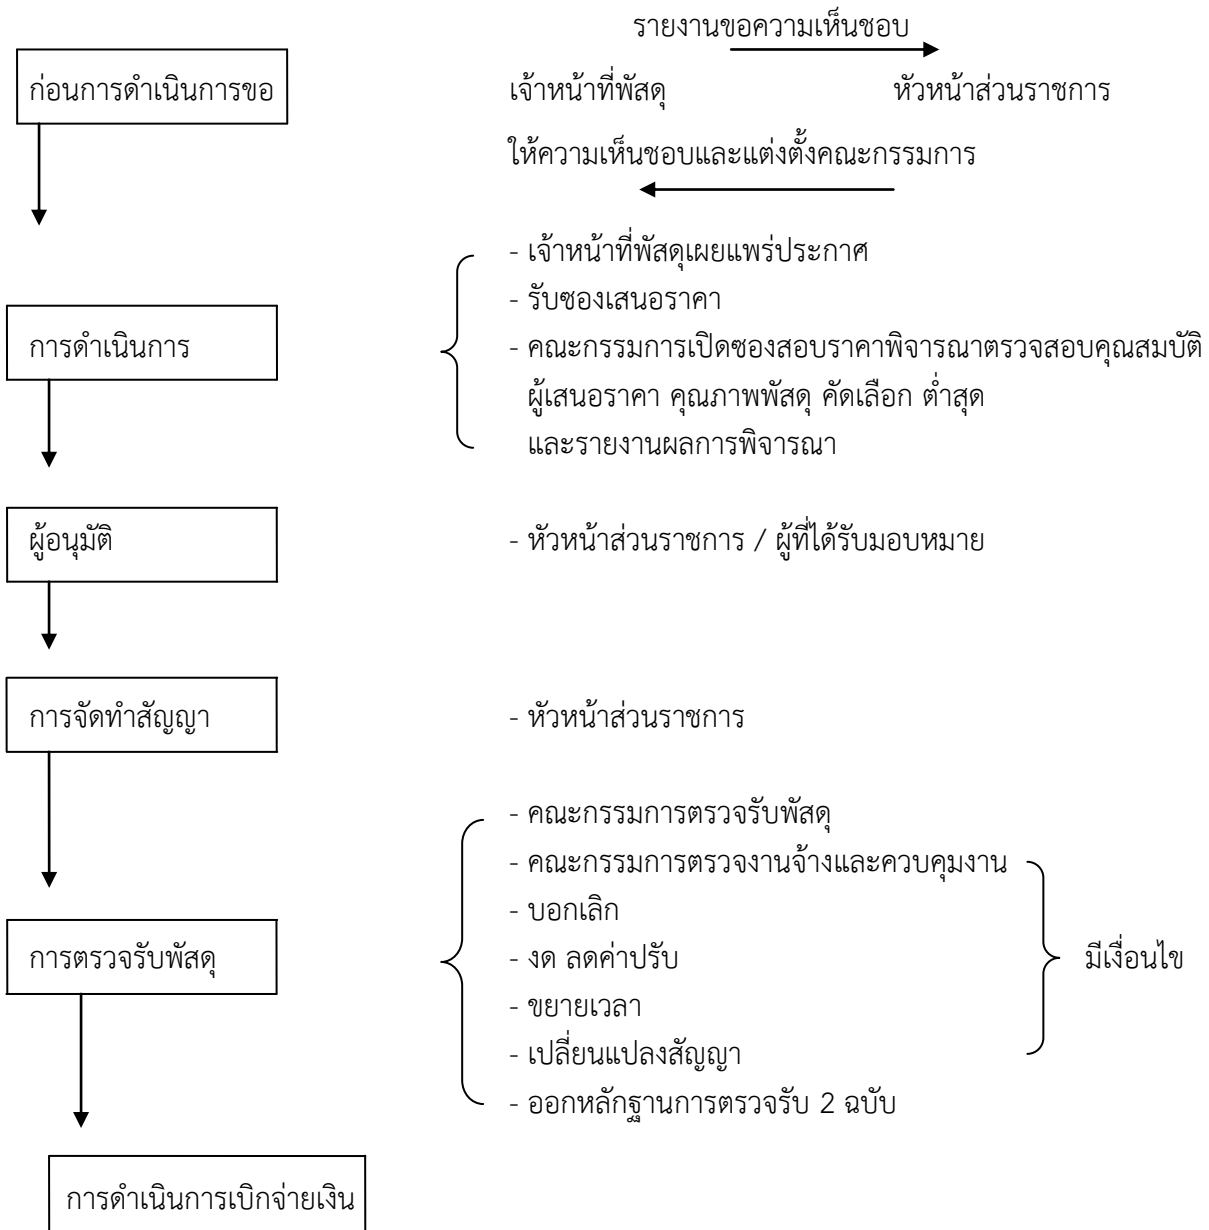 รายงานขอความเห็นชอบ
ก่อนการดำเนินการขอ
เจ้าหน้าที่พัสดุ
หัวหน้าส่วนราชการ
ให้ความเห็นชอบและแต่งตั้งคณะกรรมการ
- เจ้าหน้าที่พัสดุเผยแพร่ประกาศ
- รับซองเสนอราคา
การดำเนินการ
- คณะกรรมการเปิดซองสอบราคาพิจารณาตรวจสอบคุณสมบัติ
ผู้เสนอราคา คุณภาพพัสดุ คัดเลือก ต่ำสุด
และรายงานผลการพิจารณา
ผู้อนุมัติ
- หัวหน้าส่วนราชการ / ผู้ที่ได้รับมอบหมาย
การจัดทำสัญญา
- หัวหน้าส่วนราชการ
- คณะกรรมการตรวจรับพัสดุ
- คณะกรรมการตรวจงานจ้างและควบคุมงาน
- บอกเลิก
การตรวจรับพัสดุ
- งด ลดค่าปรับ
มีเงื่อนไข
- ขยายเวลา
- เปลี่ยนแปลงสัญญา
- ออกหลักฐานการตรวจรับ 2 ฉบับ
การดำเนินการเบิกจ่ายเงิน